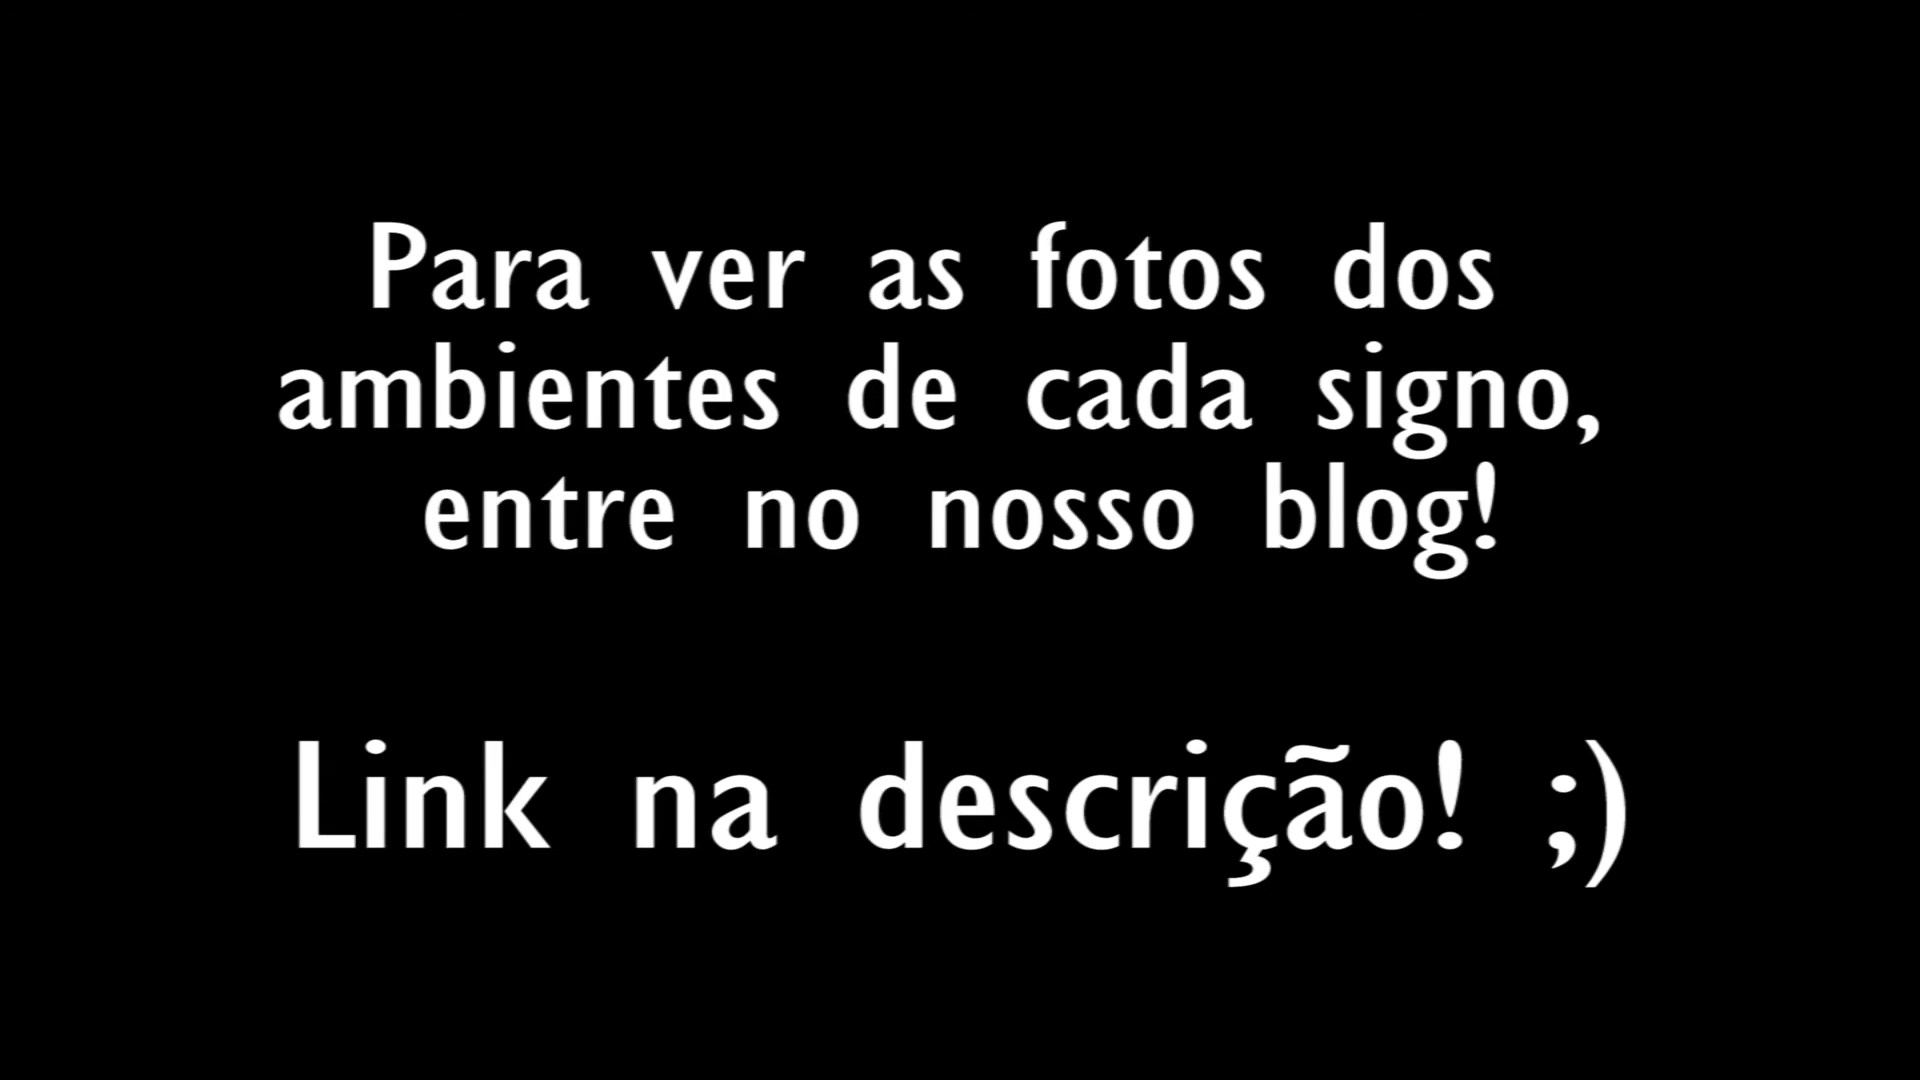 Para ver as fotos dos
ambientes de cada signo,
entre no nosso blog!
Link na descrição! ;)